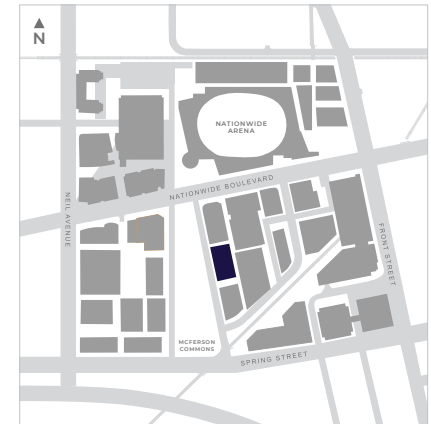 N
NATIONWIDE
ARENA
NATIONWIDE BOULEVARD
NEIL AVENUE
FRONT STREET
MCFERSON
COMMONS
SPRING STREET